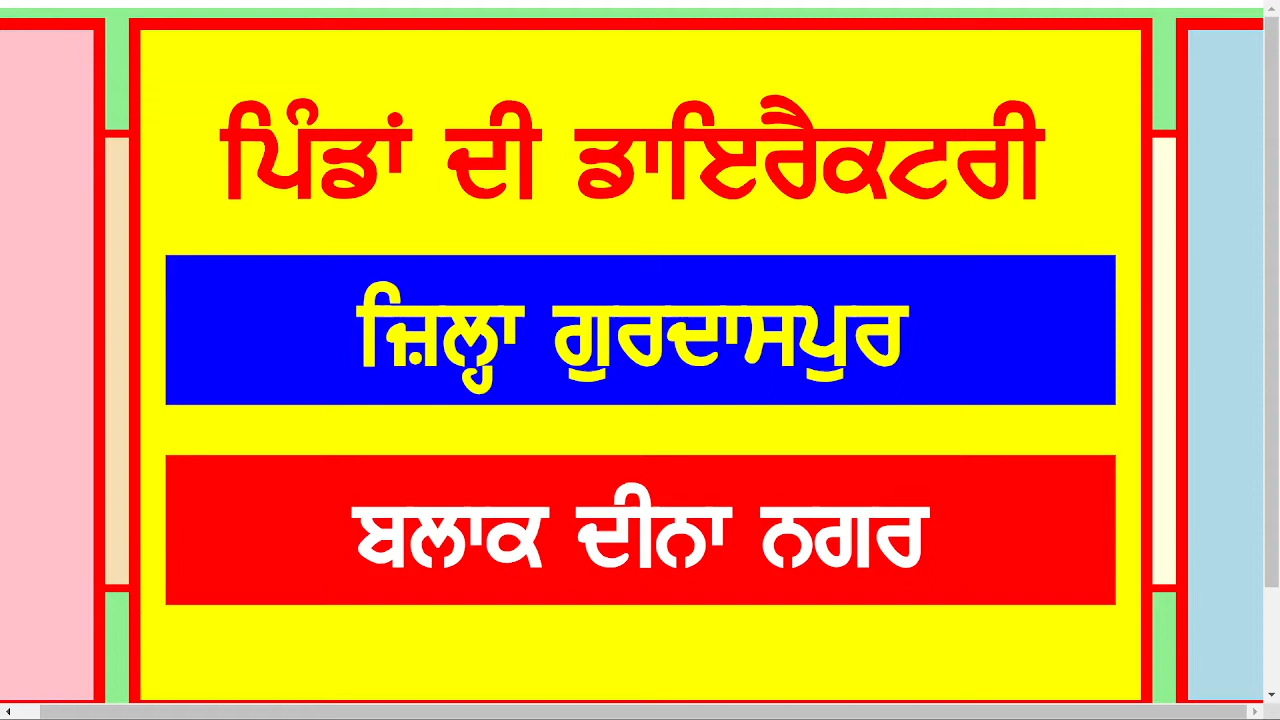 ਪਿੰਡਾਂ ਦੀ ਡਾਇਰੈਕਟਰੀ
ਜ਼ਿਲ੍ਹਾ ਗੁਰਦਾਸਪੁਰ
ਬਲਾਕ ਦੀਨਾ ਨਗਰ